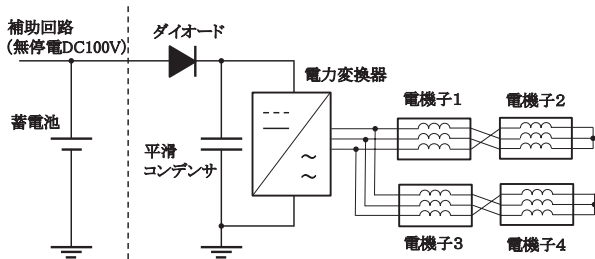 補助回路
(無停電DC100V)
ダイオード
電力変換器
蓄電池
平滑
コンデンサ
電機子1
電機子2
電機子3
電機子4